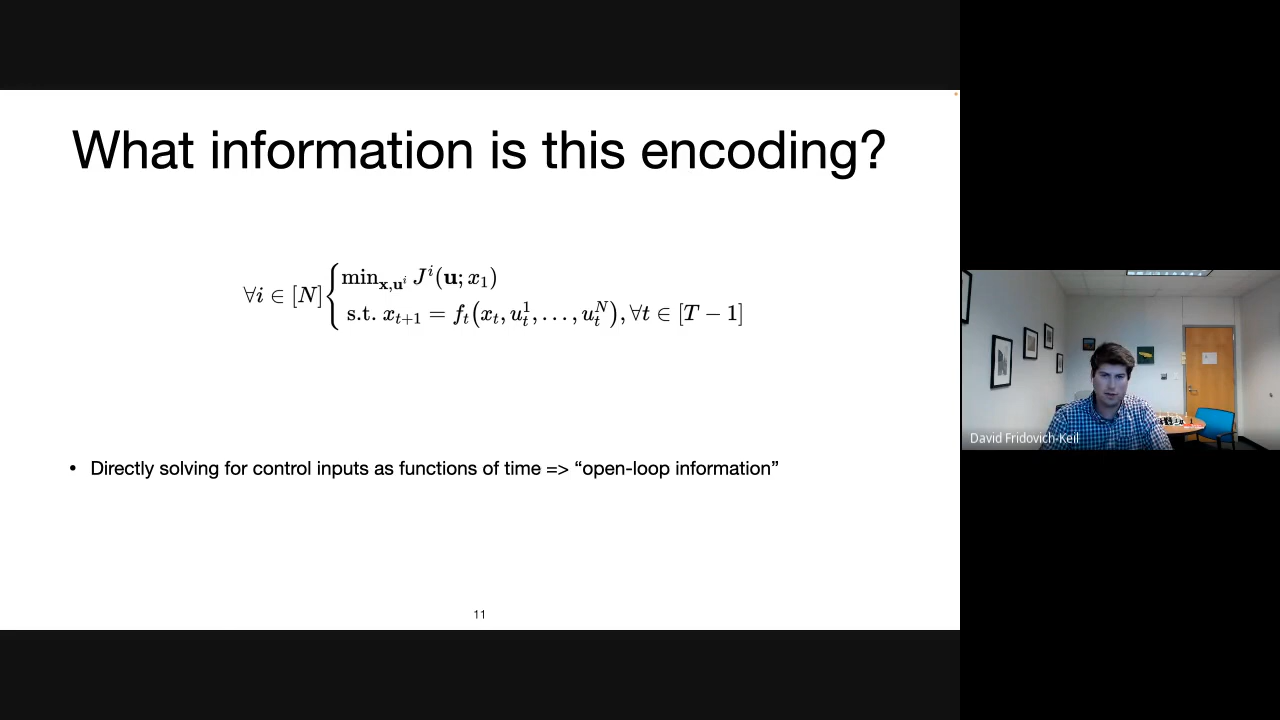 What information is this encoding?
∀i ∈ [N] { min_{𝐱,𝐮^i} J^i(𝐮; x_1)
s.t. x_{t+1} = f_t(x_t, u_t^1, . . . , u_t^N), ∀t ∈ [T − 1]
• Directly solving for control inputs as functions of time => “open-loop information”
11
David Fridovich-Keil